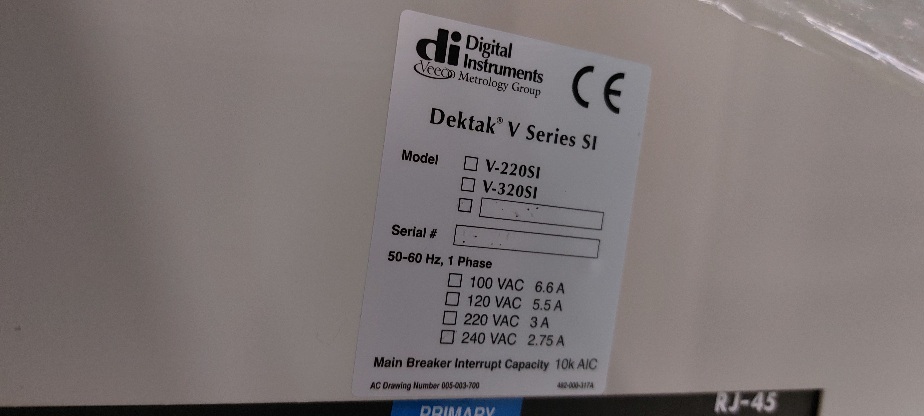 di Digital
Instruments
Veeco Metrology Group
CE
Dektak® V Series SI
Model
V-220SI
V-320SI
Serial #
50-60 Hz, 1 Phase
100 VAC 6.6 A
120 VAC 5.5 A
220 VAC 3 A
240 VAC 2.75 A
Main Breaker Interrupt Capacity 10k AIC
AC Drawing Number 005-003-700
PRIMARY
RJ-45